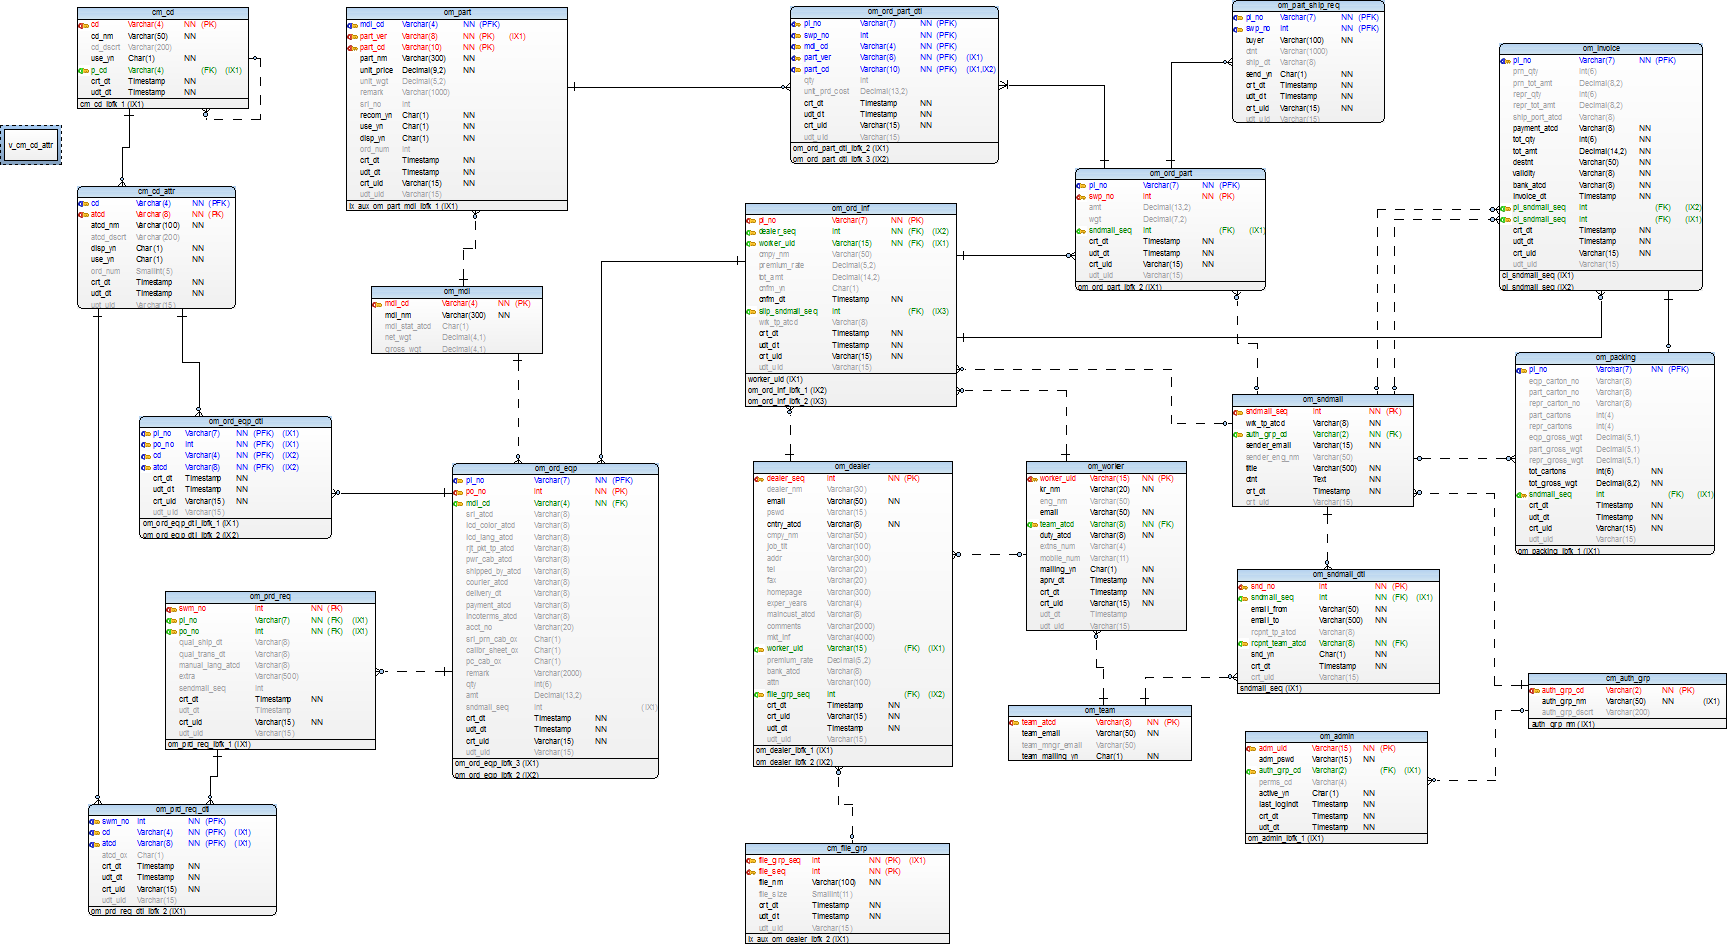 cm_cd
cd Varchar(4) NN (PK)
cd_nm Varchar(50) NN
cd_dscrt Varchar(200)
use_yn Char(1) NN
p_cd Varchar(4) (FK) (IX1)
crt_dt Timestamp NN
udt_dt Timestamp NN
cm_cd_ibfk_1 (IX1)
v_cm_cd_attr
cm_cd_attr
cd Varchar(4) NN (PFK)
atcd Varchar(8) NN (PK)
atcd_nm Varchar(100) NN
atcd_dscrt Varchar(200)
disp_yn Char(1) NN
use_yn Char(1) NN
ord_num Smallint(5)
crt_dt Timestamp NN
udt_dt Timestamp NN
udt_uid Varchar(15)
om_part
mdl_cd Varchar(4) NN (PFK)
part_ver Varchar(8) NN (PK) (IX1)
part_cd Varchar(10) NN (PK)
part_nm Varchar(300) NN
unit_price Decimal(9,2) NN
unit_wgt Decimal(5,2)
remark Varchar(1000)
srl_no Int
recom_yn Char(1) NN
use_yn Char(1) NN
disp_yn Char(1) NN
ord_num Int
crt_dt Timestamp NN
udt_dt Timestamp NN
crt_uid Varchar(15) NN
udt_uid Varchar(15)
ix_aux_om_part_mdl_ibfk_1 (IX1)
om_mdl
mdl_cd Varchar(4) NN (PK)
mdl_nm Varchar(300) NN
mdl_stat_atcd Char(1)
net_wgt Decimal(4,1)
gross_wgt Decimal(4,1)
om_ord_part_dtl
pi_no Varchar(7) NN (PFK)
swp_no Int NN (PFK)
mdl_cd Varchar(4) NN (PFK)
part_ver Varchar(8) NN (PFK) (IX1)
part_cd Varchar(10) NN (PFK) (IX1,IX2)
qty Int
unit_prd_cost Decimal(13,2)
crt_dt Timestamp NN
udt_dt Timestamp NN
crt_uid Varchar(15) NN
udt_uid Varchar(15)
om_ord_part_dtl_ibfk_2 (IX1)
om_ord_part_dtl_ibfk_3 (IX2)
om_part_ship_req
pi_no Varchar(7) NN (PFK)
swp_no Int NN (PFK)
buyer Varchar(100) NN
ctnt Varchar(1000)
ship_dt Varchar(8)
send_yn Char(1) NN
crt_dt Timestamp NN
udt_dt Timestamp NN
crt_uid Varchar(15) NN
udt_uid Varchar(15)
om_invoice
pi_no Varchar(7) NN (PFK)
prn_qty Int(6)
prn_tot_amt Decimal(8,2)
repr_qty Int(6)
repr_tot_amt Decimal(8,2)
ship_port_atcd Varchar(8)
payment_atcd Varchar(8) NN
tot_qty Int(6) NN
tot_amt Decimal(14,2) NN
destnt Varchar(50) NN
validity Varchar(8) NN
bank_atcd Varchar(8) NN
invoice_dt Timestamp NN
pi_sndmail_seq Int (FK) (IX2)
ci_sndmail_seq Int (FK) (IX1)
crt_dt Timestamp NN
udt_dt Timestamp NN
crt_uid Varchar(15) NN
udt_uid Varchar(15)
ci_sndmail_seq (IX1)
pi_sndmail_seq (IX2)
om_ord_part
pi_no Varchar(7) NN (PFK)
swp_no Int NN (PK)
amt Decimal(13,2)
wgt Decimal(7,2)
sndmail_seq Int (FK) (IX1)
crt_dt Timestamp NN
udt_dt Timestamp NN
crt_uid Varchar(15) NN
udt_uid Varchar(15)
om_ord_part_ibfk_2 (IX1)
om_ord_inf
pi_no Varchar(7) NN (PK)
dealer_seq Int NN (FK) (IX2)
worker_uid Varchar(15) NN (FK) (IX1)
cmpy_nm Varchar(50)
premium_rate Decimal(5,2)
tot_amt Decimal(14,2)
cnfm_yn Char(1)
cnfm_dt Timestamp NN
slip_sndmail_seq Int (FK) (IX3)
wrk_tp_atcd Varchar(8)
crt_dt Timestamp NN
udt_dt Timestamp NN
crt_uid Varchar(15) NN
udt_uid Varchar(15)
worker_uid (IX1)
om_ord_inf_ibfk_1 (IX2)
om_ord_inf_ibfk_2 (IX3)
om_packing
pi_no Varchar(7) NN (PFK)
eqp_carton_no Varchar(8)
part_carton_no Varchar(8)
repr_carton_no Varchar(8)
part_cartons Int(4)
repr_cartons Int(4)
eqp_gross_wgt Decimal(5,1)
part_gross_wgt Decimal(5,1)
repr_gross_wgt Decimal(5,1)
tot_cartons Int(6) NN
tot_gross_wgt Decimal(8,2) NN
sndmail_seq Int (FK) (IX1)
crt_dt Timestamp NN
udt_dt Timestamp NN
crt_uid Varchar(15) NN
udt_uid Varchar(15)
om_packing_ibfk_1 (IX1)
om_sndmail
sndmail_seq Int NN (PK)
wrk_tp_atcd Varchar(8) NN
auth_grp_cd Varchar(2) NN (FK)
sender_email Varchar(15) NN
sender_eng_nm Varchar(50)
title Varchar(500) NN
ctnt Text NN
crt_dt Timestamp NN
crt_uid Varchar(15)
om_ord_eqp_dtl
pi_no Varchar(7) NN (PFK) (IX1)
po_no Int NN (PFK) (IX1)
cd Varchar(4) NN (PFK) (IX2)
atcd Varchar(8) NN (PFK) (IX2)
crt_dt Timestamp NN
udt_dt Timestamp NN
crt_uid Varchar(15) NN
udt_uid Varchar(15)
om_ord_eqp_dtl_ibfk_1 (IX1)
om_ord_eqp_dtl_ibfk_2 (IX2)
om_ord_eqp
pi_no Varchar(7) NN (PFK)
po_no Int NN (PK)
mdl_cd Varchar(4) NN (FK)
srl_atcd Varchar(8)
lcd_color_atcd Varchar(8)
lcd_lang_atcd Varchar(8)
rjt_pkt_tp_atcd Varchar(8)
pwr_cab_atcd Varchar(8)
shipped_by_atcd Varchar(8)
courier_atcd Varchar(8)
delivery_dt Varchar(8)
payment_atcd Varchar(8)
incoterms_atcd Varchar(8)
acct_no Varchar(20)
srl_prn_cab_ox Char(1)
calibr_sheet_ox Char(1)
pc_cab_ox Char(1)
remark Varchar(2000)
qty Int(6)
amt Decimal(13,2)
sndmail_seq Int (IX1)
crt_dt Timestamp NN
udt_dt Timestamp NN
crt_uid Varchar(15) NN
udt_uid Varchar(15)
om_ord_eqp_ibfk_3 (IX1)
om_ord_eqp_ibfk_2 (IX2)
om_dealer
dealer_seq Int NN (PK)
dealer_nm Varchar(30)
email Varchar(50) NN
pswd Varchar(15)
cntry_atcd Varchar(8) NN
cmpy_nm Varchar(50)
job_tit Varchar(100)
addr Varchar(300)
tel Varchar(20)
fax Varchar(20)
homepage Varchar(300)
exper_years Varchar(4)
maincust_atcd Varchar(8)
comments Varchar(2000)
mkt_inf Varchar(4000)
worker_uid Varchar(15) (FK) (IX1)
premium_rate Decimal(5,2)
bank_atcd Varchar(8)
attn Varchar(100)
file_grp_seq Int (FK) (IX2)
crt_dt Timestamp NN
crt_uid Varchar(15) NN
udt_dt Timestamp NN
udt_uid Varchar(15)
om_dealer_ibfk_1 (IX1)
om_dealer_ibfk_2 (IX2)
om_worker
worker_uid Varchar(15) NN (PK)
kr_nm Varchar(20) NN
eng_nm Varchar(50)
email Varchar(50) NN
team_atcd Varchar(8) NN (FK)
duty_atcd Varchar(8) NN
extns_num Varchar(4)
mobile_num Varchar(11)
mailing_yn Char(1) NN
aprv_dt Timestamp NN
crt_dt Timestamp NN
crt_uid Varchar(15) NN
udt_dt Timestamp
udt_uid Varchar(15)
om_sndmail_dtl
snd_no Int NN (PK)
sndmail_seq Int NN (FK) (IX1)
email_from Varchar(50) NN
email_to Varchar(500) NN
rcpnt_tp_atcd Varchar(8)
rcpnt_team_atcd Varchar(8) NN (FK)
snd_yn Char(1) NN
crt_dt Timestamp NN
crt_uid Varchar(15)
sndmail_seq (IX1)
om_prd_req
swm_no Int NN (PK)
pi_no Varchar(7) NN (FK) (IX1)
po_no Int NN (FK) (IX1)
qual_ship_dt Varchar(8)
qual_trans_dt Varchar(8)
manual_lang_atcd Varchar(8)
extra Varchar(500)
sendmail_seq Int
crt_dt Timestamp NN
udt_dt Timestamp
crt_uid Varchar(15) NN
udt_uid Varchar(15)
om_prd_req_ibfk_1 (IX1)
om_team
team_atcd Varchar(8) NN (PK)
team_email Varchar(50) NN
team_mngr_email Varchar(50)
team_mailing_yn Char(1) NN
cm_auth_grp
auth_grp_cd Varchar(2) NN (PK)
auth_grp_nm Varchar(50) NN (IX1)
auth_grp_dscrt Varchar(200)
auth_grp_nm (IX1)
om_admin
adm_uid Varchar(15) NN (PK)
adm_pswd Varchar(15) NN
auth_grp_cd Varchar(2) (FK) (IX1)
perms_cd Varchar(4)
active_yn Char(1) NN
last_logindt Timestamp NN
crt_dt Timestamp NN
udt_dt Timestamp NN
om_admin_ibfk_1 (IX1)
om_prd_req_dtl
swm_no Int NN (PFK)
cd Varchar(4) NN (PFK) (IX1)
atcd Varchar(8) NN (PFK) (IX1)
atcd_ox Char(1)
crt_dt Timestamp NN
udt_dt Timestamp NN
crt_uid Varchar(15) NN
udt_uid Varchar(15)
om_prd_req_dtl_ibfk_2 (IX1)
cm_file_grp
file_grp_seq Int NN (PK) (IX1)
file_seq Int NN (PK)
file_nm Varchar(100) NN
file_size Smallint(11)
crt_dt Timestamp NN
udt_dt Timestamp NN
udt_uid Varchar(15)
ix_aux_om_dealer_ibfk_2 (IX1)